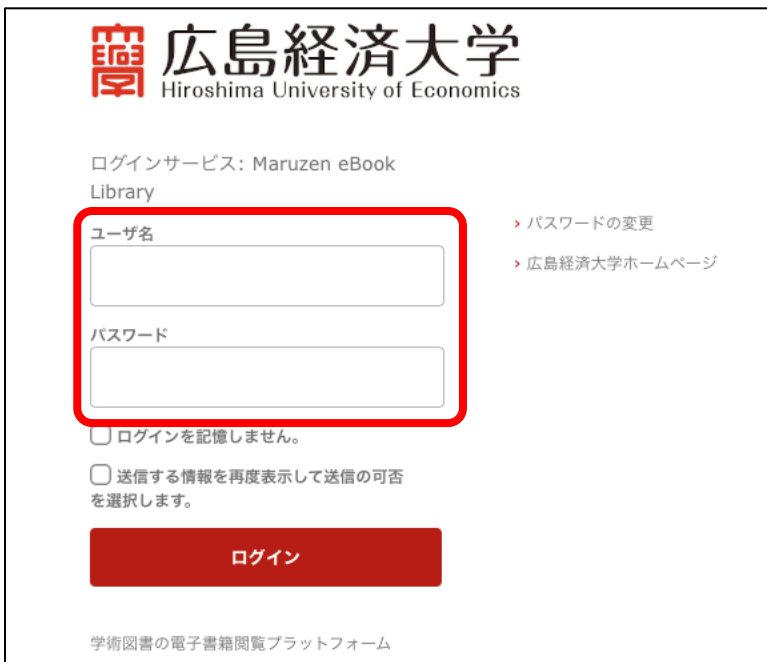 広島経済大学
Hiroshima University of Economics
ログインサービス: Maruzen eBook
Library
ユーザ名
パスワード
ログインを記憶しません。
送信する情報を再度表示して送信の可否
を選択します。
ログイン
学術図書の電子書籍閲覧プラットフォーム
› パスワードの変更
› 広島経済大学ホームページ